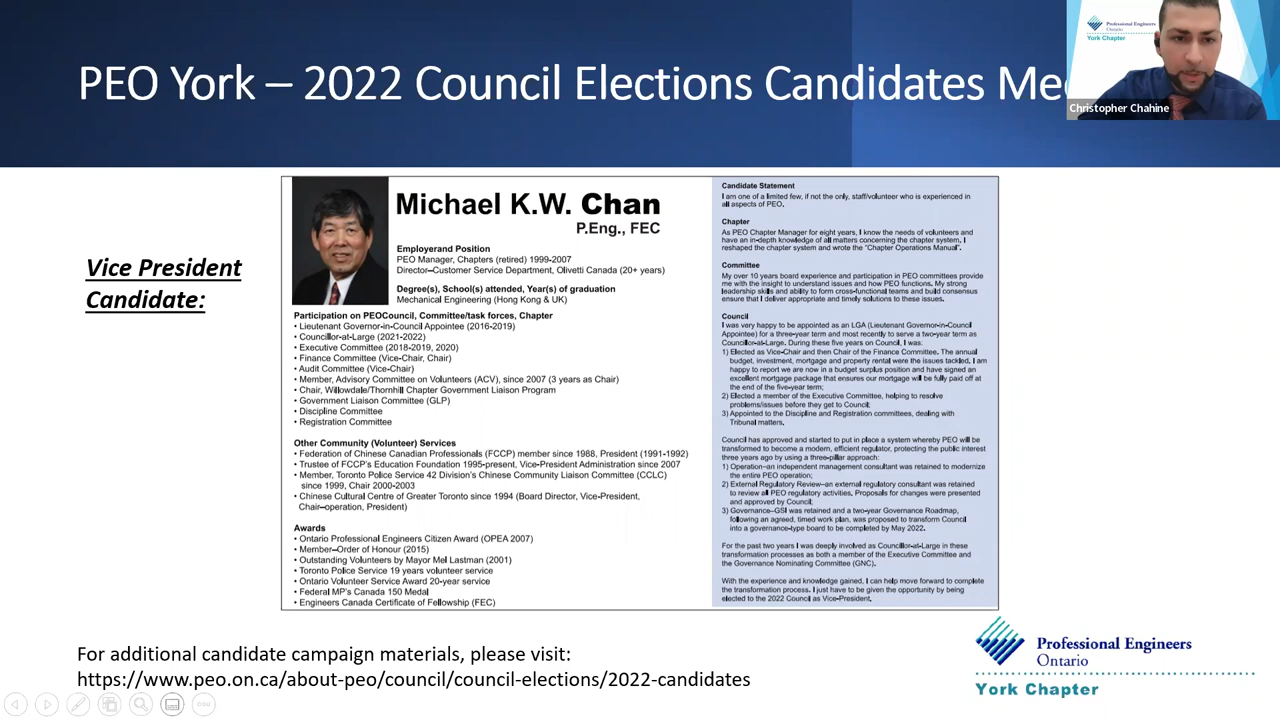 PEO York – 2022 Council Elections Candidates Me
Professional Engineers
Ontario
York Chapter
Christopher Chahine
Vice President
Candidate:
Michael K.W. Chan
P.Eng., FEC
Employerand Position
PEO Manager, Chapters (retired) 1999-2007
Director–Customer Service Department, Olivetti Canada (20+ years)
Degree(s), School(s) attended, Year(s) of graduation
Mechanical Engineering (Hong Kong & UK)
Participation on PEOCouncil, Committee/task forces, Chapter
• Lieutenant Governor-in-Council Appointee (2016-2019)
• Councillor-at-Large (2021-2022)
• Executive Committee (2018-2019, 2020)
• Finance Committee (Vice-Chair, Chair)
• Audit Committee (Vice-Chair)
• Member, Advisory Committee on Volunteers (ACV), since 2007 (3 years as Chair)
• Chair, Willowdale/Thornhill Chapter Government Liaison Program
• Government Liaison Committee (GLP)
• Discipline Committee
• Registration Committee
Other Community (Volunteer) Services
• Federation of Chinese Canadian Professionals (FCCP) member since 1988, President (1991-1992)
• Trustee of FCCP's Education Foundation 1995-present, Vice-President Administration since 2007
• Member, Toronto Police Service 42 Division's Chinese Community Liaison Committee (CCLC)
since 1999, Chair 2000-2003
• Chinese Cultural Centre of Greater Toronto since 1994 (Board Director, Vice-President,
Chair-operation, President)
Awards
• Ontario Professional Engineers Citizen Award (OPEA 2007)
• Member–Order of Honour (2015)
• Outstanding Volunteers by Mayor Mel Lastman (2001)
• Toronto Police Service 19 years volunteer service
• Ontario Volunteer Service Award 20-year service
• Federal MP's Canada 150 Medal
• Engineers Canada Certificate of Fellowship (FEC)
Candidate Statement
I am one of a limited few, if not the only, staff/volunteer who is experienced in
all aspects of PEO.
Chapter
As PEO Chapter Manager for eight years, I know the needs of volunteers and
have an in-depth knowledge of all matters concerning the chapter system. I
reshaped the chapter system and wrote the "Chapter Operations Manual".
Committee
My over 10 years board experience and participation in PEO committees provide
me with the insight to understand issues and how PEO functions. My strong
leadership skills and ability to form cross-functional teams and build consensus
ensure that I deliver appropriate and timely solutions to these issues.
Council
I was very happy to be appointed as an LGA (Lieutenant Governor-in-Council
Appointee) for a three-year term and most recently to serve a two-year term as
Councillor-at-Large. During these five years on Council, I was:
1) Elected as Vice-Chair and then Chair of the Finance Committee. The annual
budget, investment, mortgage and property rental were the issues tackled. I am
happy to report we are now in a budget surplus position and have signed an
excellent mortgage package that ensures our mortgage will be fully paid off at
the end of the five-year term;
2) Elected a member of the Executive Committee, helping to resolve
problems/issues before they get to Council;
3) Appointed to the Discipline and Registration committees, dealing with
Tribunal matters.
Council has approved and started to put in place a system whereby PEO will be
transformed to become a modern, efficient regulator, protecting the public interest
three years ago by using a three-pillar approach:
1) Operation–an independent management consultant was retained to modernize
the entire PEO operation;
2) External Regulatory Review–an external regulatory consultant was retained
to review all PEO regulatory activities. Proposals for changes were presented
and approved by Council;
3) Governance–GSI was retained and a two-year Governance Roadmap,
following an agreed, timed work plan, was proposed to transform Council
into a governance-type board to be completed by May 2022.
For the past two years I was deeply involved as Councillor-at-Large in these
transformation processes as both a member of the Executive Committee and
the Governance Nominating Committee (GNC).
With the experience and knowledge gained, I can help move forward to complete
the transformation process. I just have to be given the opportunity by being
elected to the 2022 Council as Vice-President.
For additional candidate campaign materials, please visit:
https://www.peo.on.ca/about-peo/council/council-elections/2022-candidates
Professional Engineers
Ontario
York Chapter